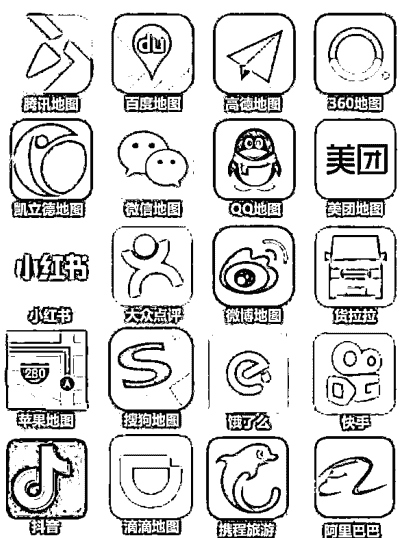 du
腾讯地图 百度地图 高德地图 360地图
美团
凯立德地图 微信地图 QQ地图 美团地图
小红书
小红书 大众点评 微博地图 货拉拉
280
A
苹果地图 搜狗地图 饿了么 快手
抖音 滴滴地图 携程旅游 阿里巴巴